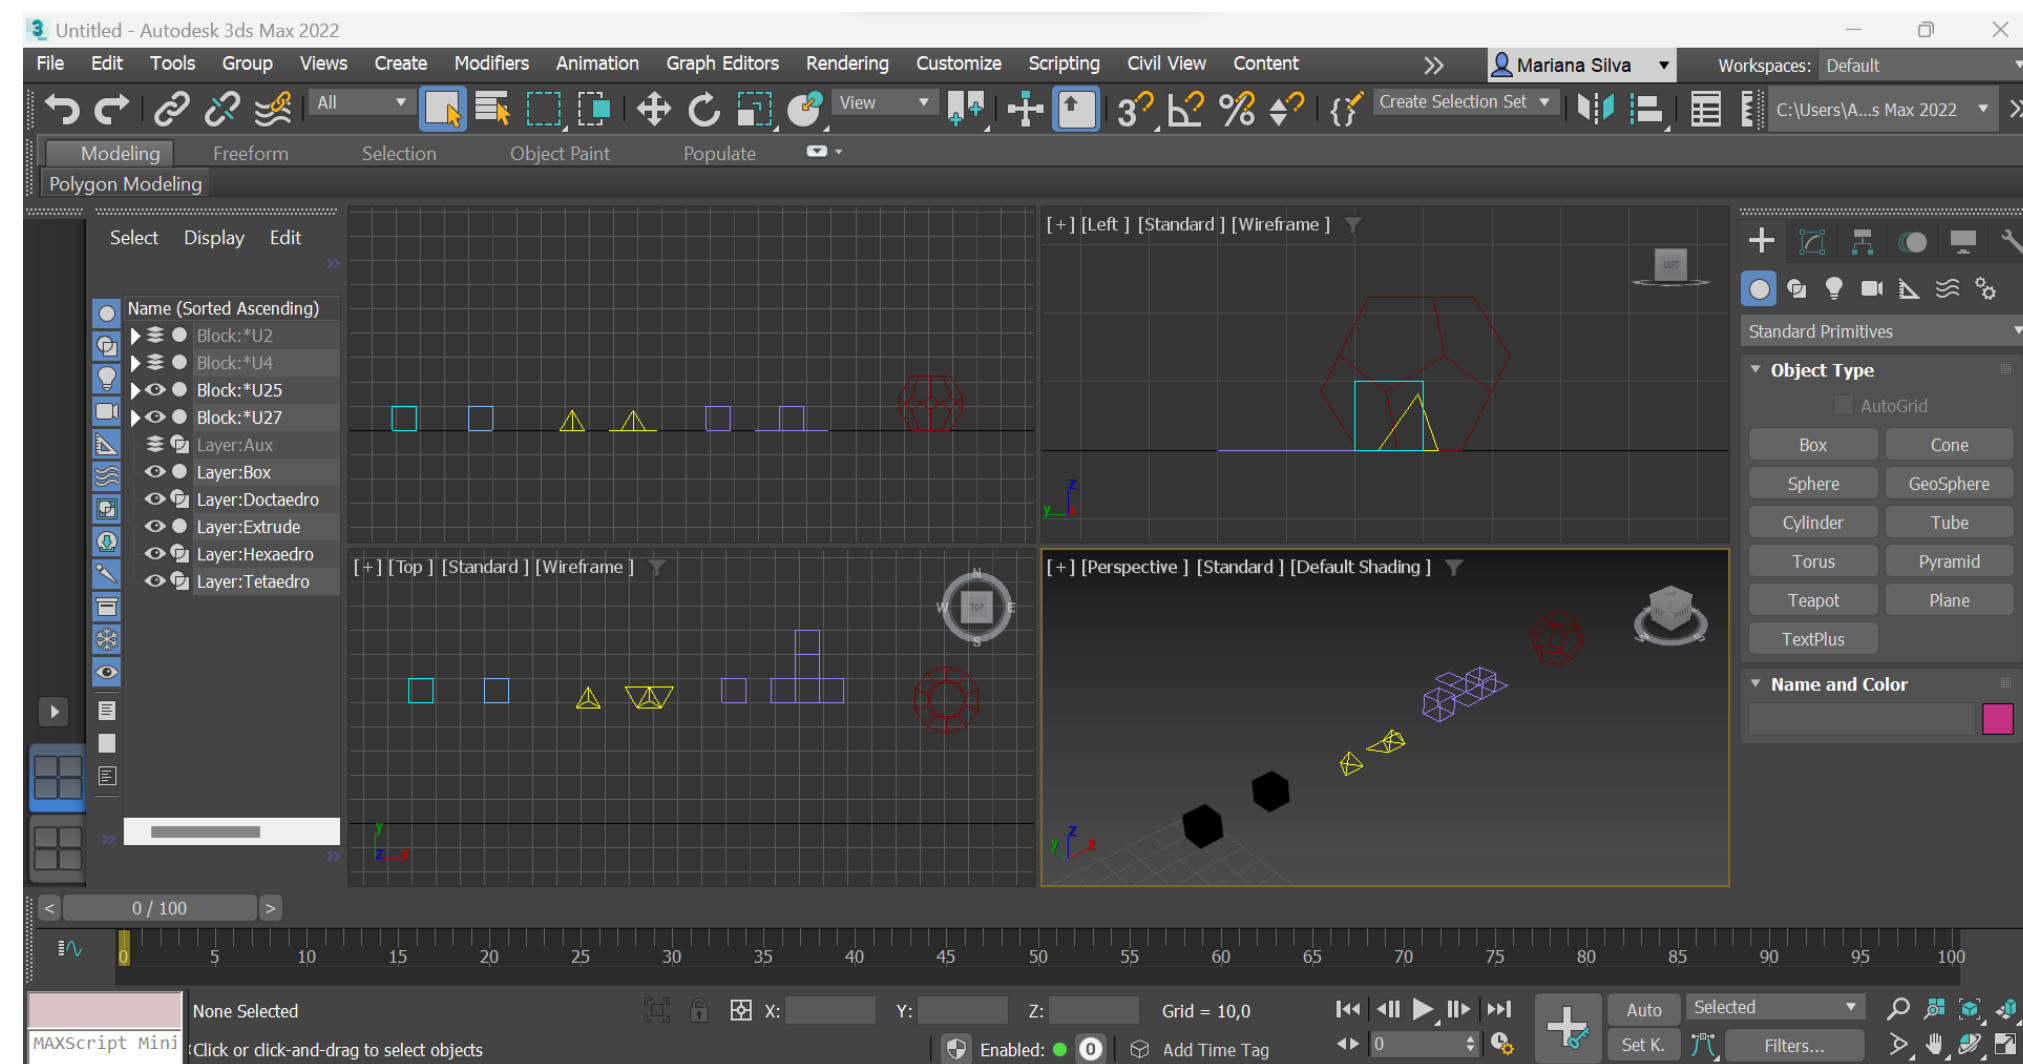 Untitled - Autodesk 3ds Max 2022
File Edit Tools Group Views Create Modifiers Animation Graph Editors Rendering Customize Scripting Civil View Content Mariana Silva Workspaces: Default
All View Create Selection Set C:\Users\A...s Max 2022
Modeling Freeform Selection Object Paint Populate
Polygon Modeling
Select Display Edit
Name (Sorted Ascending)
Block:*U2
Block:*U4
Block:*U25
Block:*U27
Layer:Aux
Layer:Box
Layer:Doctaedro
Layer:Extrude
Layer:Hexaedro
Layer:Tetaedro
[+] [Left ] [Standard ] [Wireframe ]
LEFT
z
y x
[+] [Top ] [Standard ] [Wireframe ]
N
W TOP E
S
y
z x
[+] [Perspective ] [Standard ] [Default Shading ]
z
y x
Standard Primitives
Object Type
AutoGrid
Box Cone
Sphere GeoSphere
Cylinder Tube
Torus Pyramid
Teapot Plane
TextPlus
Name and Color
< 0 / 100 >
0 5 10 15 20 25 30 35 40 45 50 55 60 65 70 75 80 85 90 95 100
None Selected X: Y: Z: Grid = 10,0 Auto Selected
MAXScript Mini Click or click-and-drag to select objects Enabled: 0 Add Time Tag 0 Set K. Filters...